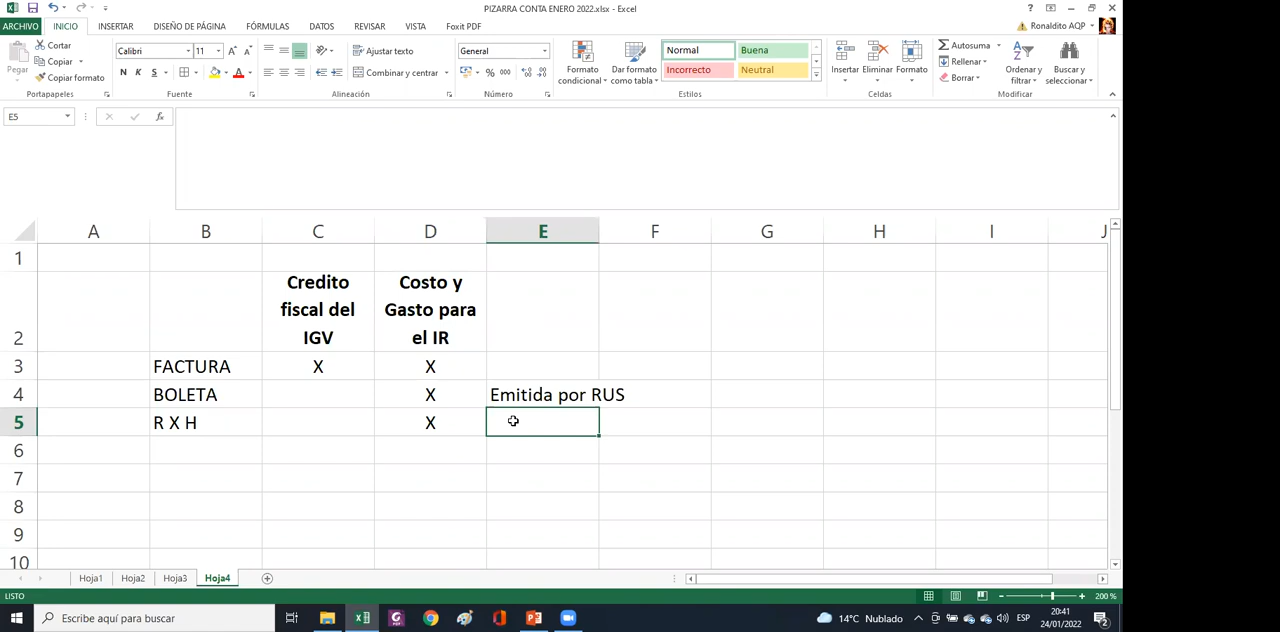 PIZARRA CONTA ENERO 2022.xlsx - Excel
ARCHIVO INICIO INSERTAR DISEÑO DE PÁGINA FÓRMULAS DATOS REVISAR VISTA Foxit PDF Ronaldito AQP
Pegar
Cortar
Copiar
Copiar formato
Portapapeles
Calibri 11
N K S
Fuente
Ajustar texto
Combinar y centrar
Alineación
General
% 000
Número
Formato condicional
Dar formato como tabla
Normal Buena
Incorrecto Neutral
Estilos
Insertar Eliminar Formato
Celdas
Autosuma
Rellenar
Borrar
Ordenar y filtrar
Buscar y seleccionar
Modificar
E5
A B C D E F G H I J
1
2 Credito fiscal del IGV Costo y Gasto para el IR
3 FACTURA X X
4 BOLETA X Emitida por RUS
5 R X H X
6
7
8
9
10
Hoja1 Hoja2 Hoja3 Hoja4
LISTO 200 %
Escribe aquí para buscar 14°C Nublado ESP 20:41
24/01/2022 2